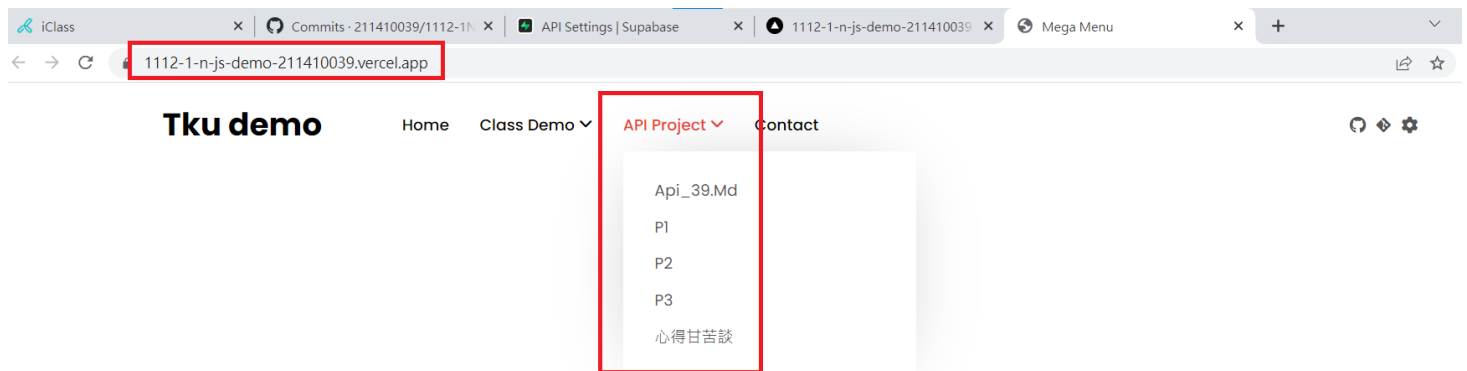 iClass
Commits · 211410039/1112-1N
API Settings | Supabase
1112-1-n-js-demo-211410039
Mega Menu
1112-1-n-js-demo-211410039.vercel.app
Tku demo
Home
Class Demo
API Project
Contact
Api_39.Md
P1
P2
P3
心得甘苦談